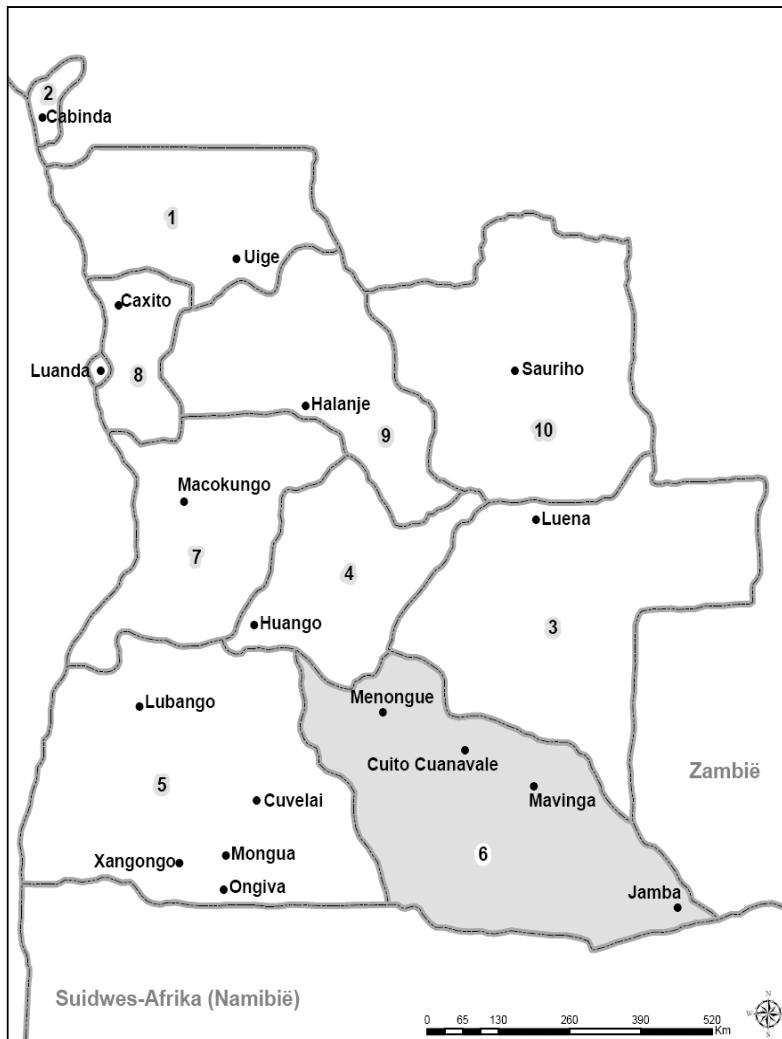 2
Cabinda
1
Uige
Caxito
Luanda
8
Sauriho
Halanje
9
10
Macokungo
Luena
7
4
Huango
3
Menongue
Lubango
Cuito Cuanavale
Zambië
5
Cuvelai
Mavinga
Mongua
6
Xangongo
Ongiva
Jamba
Suidwes-Afrika (Namibië)
N
W
S
0 65 130 260 390 520
Km